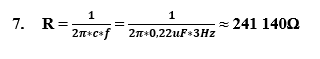 7. R = 1/(2π*c*f) = 1/(2π*0,22uF*3Hz) ≈ 241 140Ω